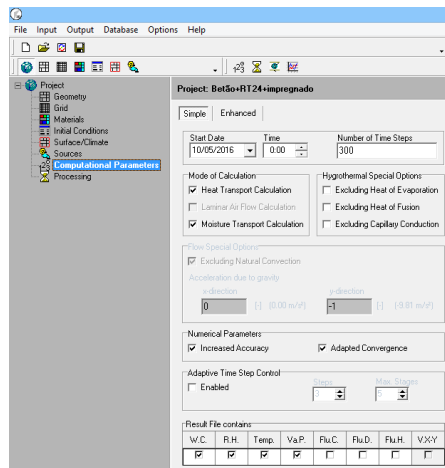 File Input Output Database Options Help
Project
Geometry
Grid
Materials
Initial Conditions
Surface/Climate
Sources
Computational Parameters
Processing
Project: Betão+RT24+impregnado
Simple Enhanced
Start Date Time Number of Time Steps
10/05/2016 0:00 300
Mode of Calculation Hygrothermal Special Options
Heat Transport Calculation Excluding Heat of Evaporation
Laminar Air Flow Calculation Excluding Heat of Fusion
Moisture Transport Calculation Excluding Capillary Conduction
Flow Special Options
Excluding Natural Convection
Acceleration due to gravity
x-direction y-direction
0 [-] (0.00 m/s²) -1 [-] (-9.81 m/s²)
Numerical Parameters
Increased Accuracy Adapted Convergence
Adaptive Time Step Control
Enabled Steps Max. Stages
3 5
Result File contains
W.C. R.H. Temp. Va.P. Flu.C. Flu.D. Flu.H. V.X-Y